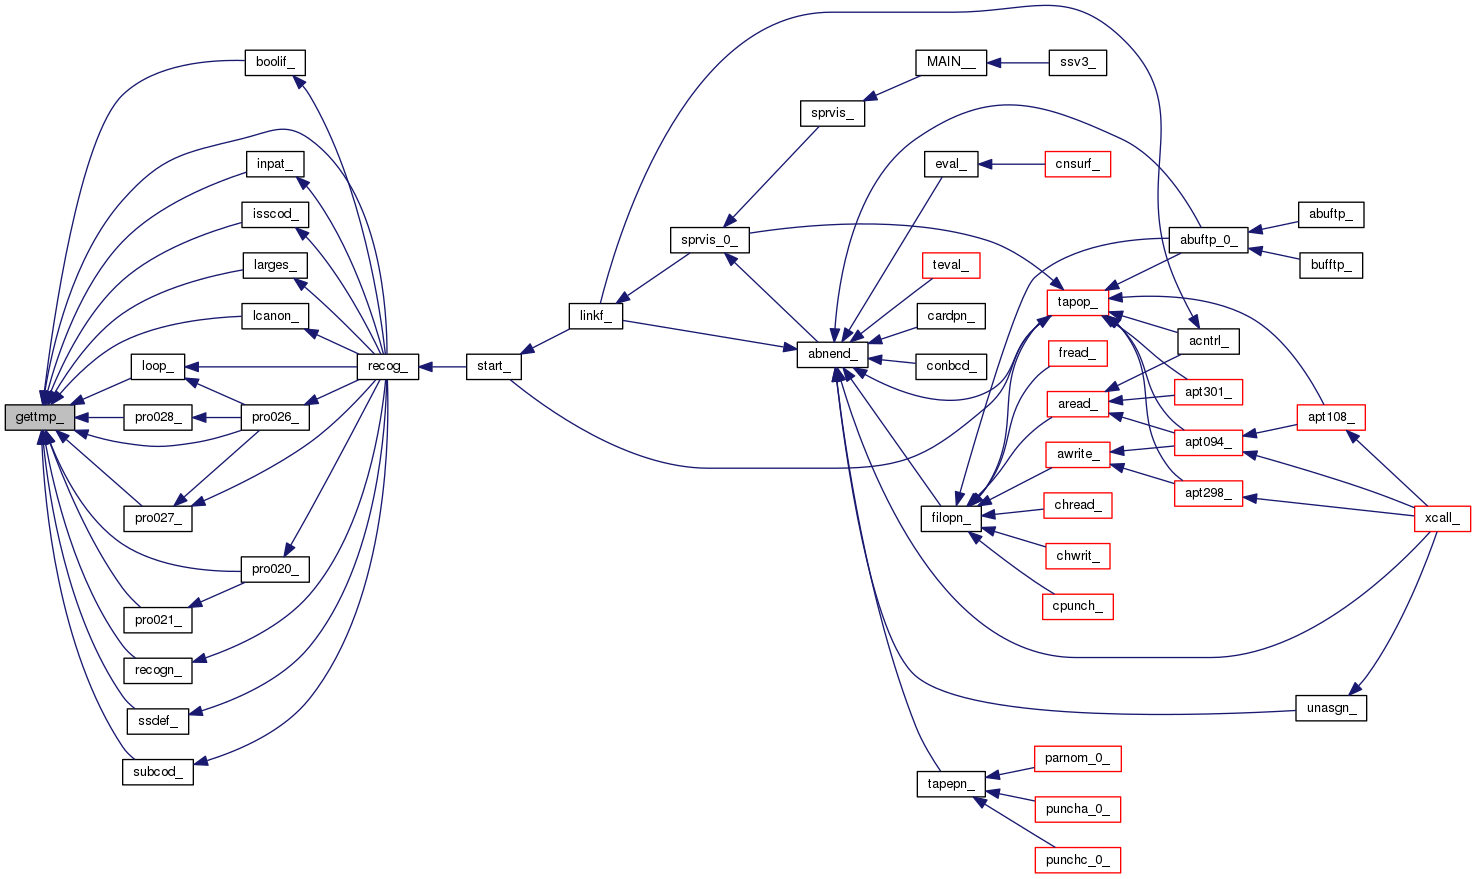 gettmp_
boolif_
inpat_
isscod_
larges_
lcanon_
loop_
pro028_
pro026_
pro027_
pro020_
pro021_
recogn_
ssdef_
subcod_
recog_
start_
linkf_
sprvis_0_
sprvis_
MAIN__
ssv3_
abnend_
eval_
cnsurf_
teval_
cardpn_
conbcd_
filopn_
tapepn_
tapop_
fread_
aread_
awrite_
chread_
chwrit_
cpunch_
parnom_0_
puncha_0_
punchc_0_
abuftp_0_
abuftp_
bufftp_
acntrl_
apt301_
apt094_
apt298_
apt108_
xcall_
unasgn_